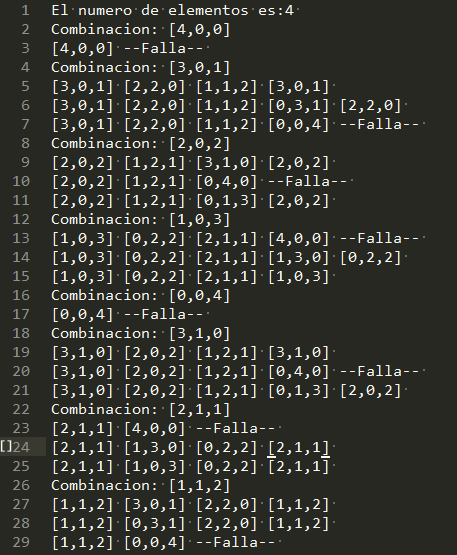 1 El numero de elementos es:4
2 Combinacion: [4,0,0]
3 [4,0,0] --Falla--
4 Combinacion: [3,0,1]
5 [3,0,1] [2,2,0] [1,1,2] [3,0,1]
6 [3,0,1] [2,2,0] [1,1,2] [0,3,1] [2,2,0]
7 [3,0,1] [2,2,0] [1,1,2] [0,0,4] --Falla--
8 Combinacion: [2,0,2]
9 [2,0,2] [1,2,1] [3,1,0] [2,0,2]
10 [2,0,2] [1,2,1] [0,4,0] --Falla--
11 [2,0,2] [1,2,1] [0,1,3] [2,0,2]
12 Combinacion: [1,0,3]
13 [1,0,3] [0,2,2] [2,1,1] [4,0,0] --Falla--
14 [1,0,3] [0,2,2] [2,1,1] [1,3,0] [0,2,2]
15 [1,0,3] [0,2,2] [2,1,1] [1,0,3]
16 Combinacion: [0,0,4]
17 [0,0,4] --Falla--
18 Combinacion: [3,1,0]
19 [3,1,0] [2,0,2] [1,2,1] [3,1,0]
20 [3,1,0] [2,0,2] [1,2,1] [0,4,0] --Falla--
21 [3,1,0] [2,0,2] [1,2,1] [0,1,3] [2,0,2]
22 Combinacion: [2,1,1]
23 [2,1,1] [4,0,0] --Falla--
[]24 [2,1,1] [1,3,0] [0,2,2] [2,1,1]
25 [2,1,1] [1,0,3] [0,2,2] [2,1,1]
26 Combinacion: [1,1,2]
27 [1,1,2] [3,0,1] [2,2,0] [1,1,2]
28 [1,1,2] [0,3,1] [2,2,0] [1,1,2]
29 [1,1,2] [0,0,4] --Falla--